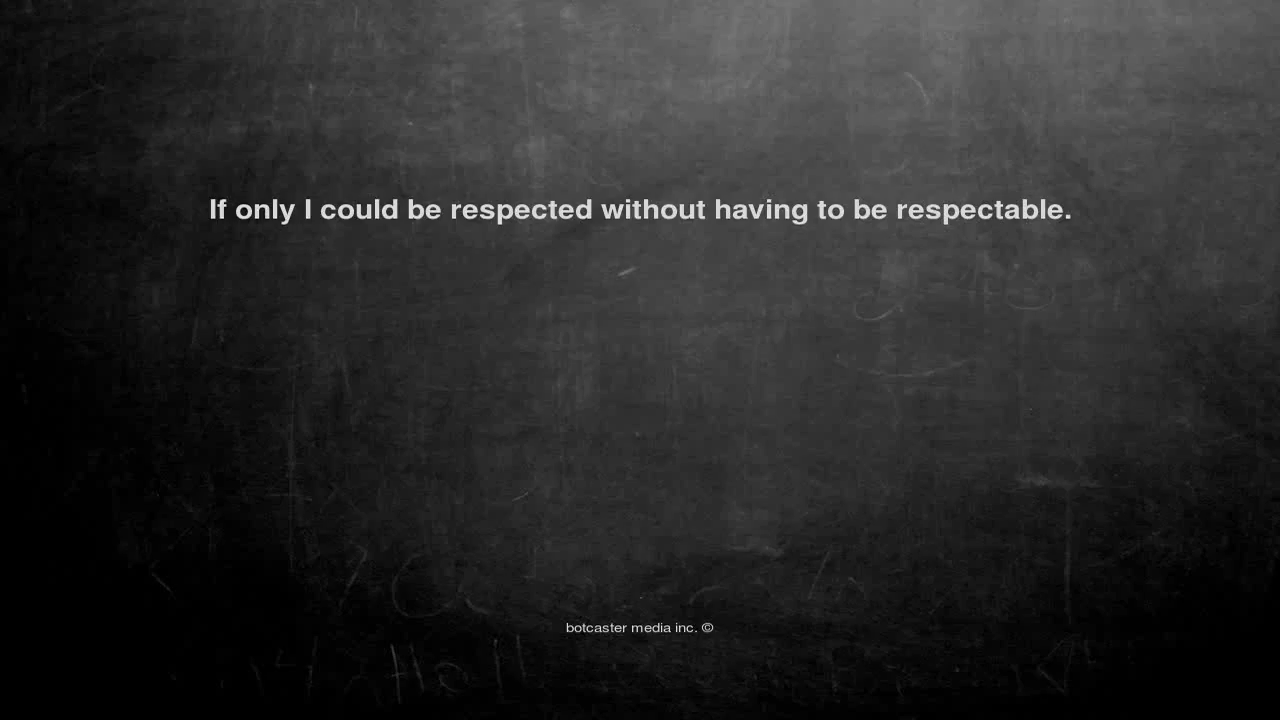 If only I could be respected without having to be respectable.
botcaster media inc. ©